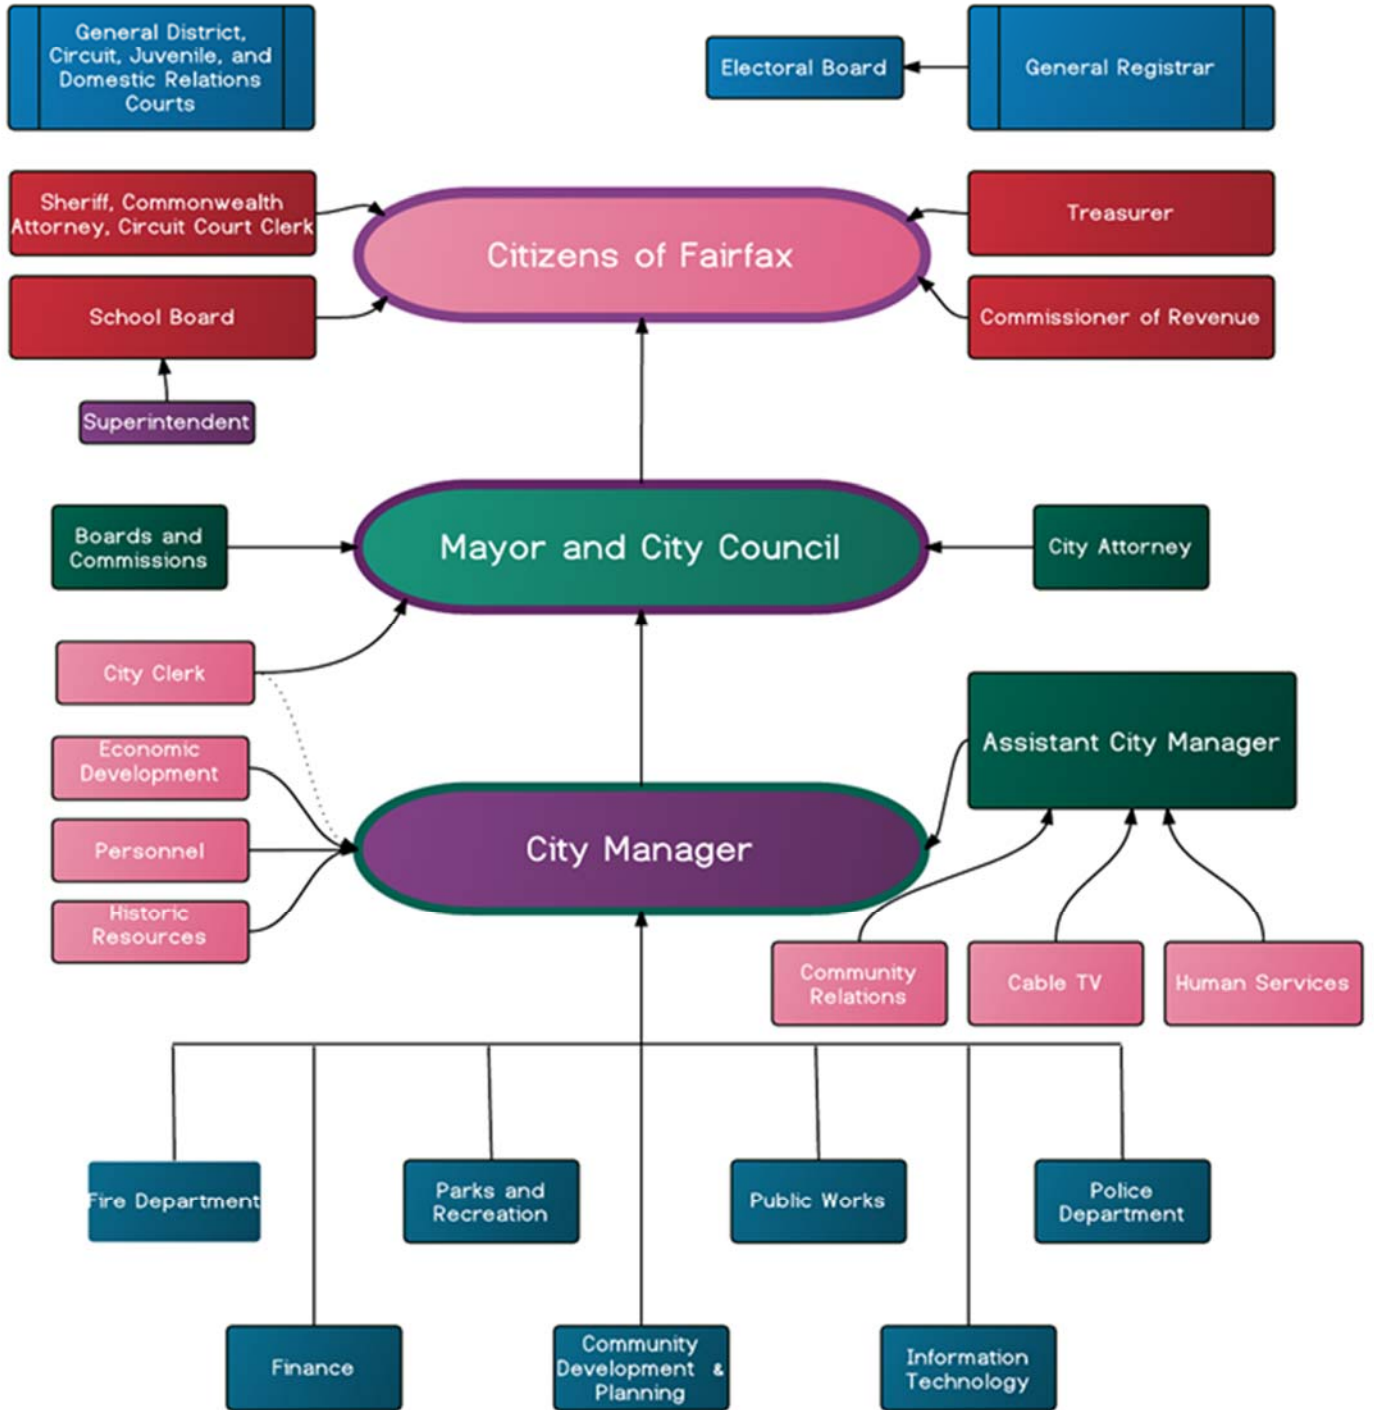 General District,
Circuit, Juvenile, and
Domestic Relations
Courts
Electoral Board
General Registrar
Sheriff, Commonwealth
Attorney, Circuit Court Clerk
Citizens of Fairfax
Treasurer
School Board
Commissioner of Revenue
Superintendent
Boards and
Commissions
Mayor and City Council
City Attorney
City Clerk
Assistant City Manager
Economic
Development
Personnel
City Manager
Historic
Resources
Community
Relations
Cable TV
Human Services
Fire Department
Parks and
Recreation
Public Works
Police
Department
Finance
Community
Development &
Planning
Information
Technology